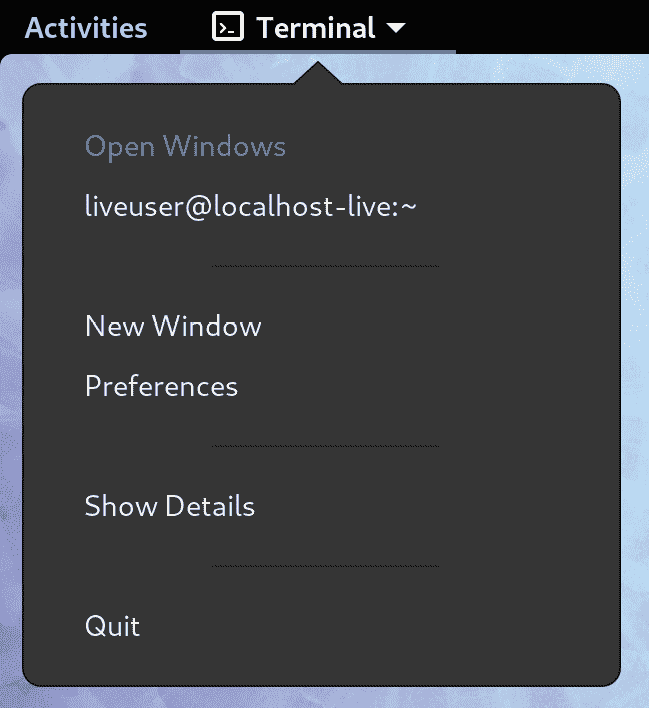 Activities
Terminal
Open Windows
liveuser@localhost-live:~
New Window
Preferences
Show Details
Quit